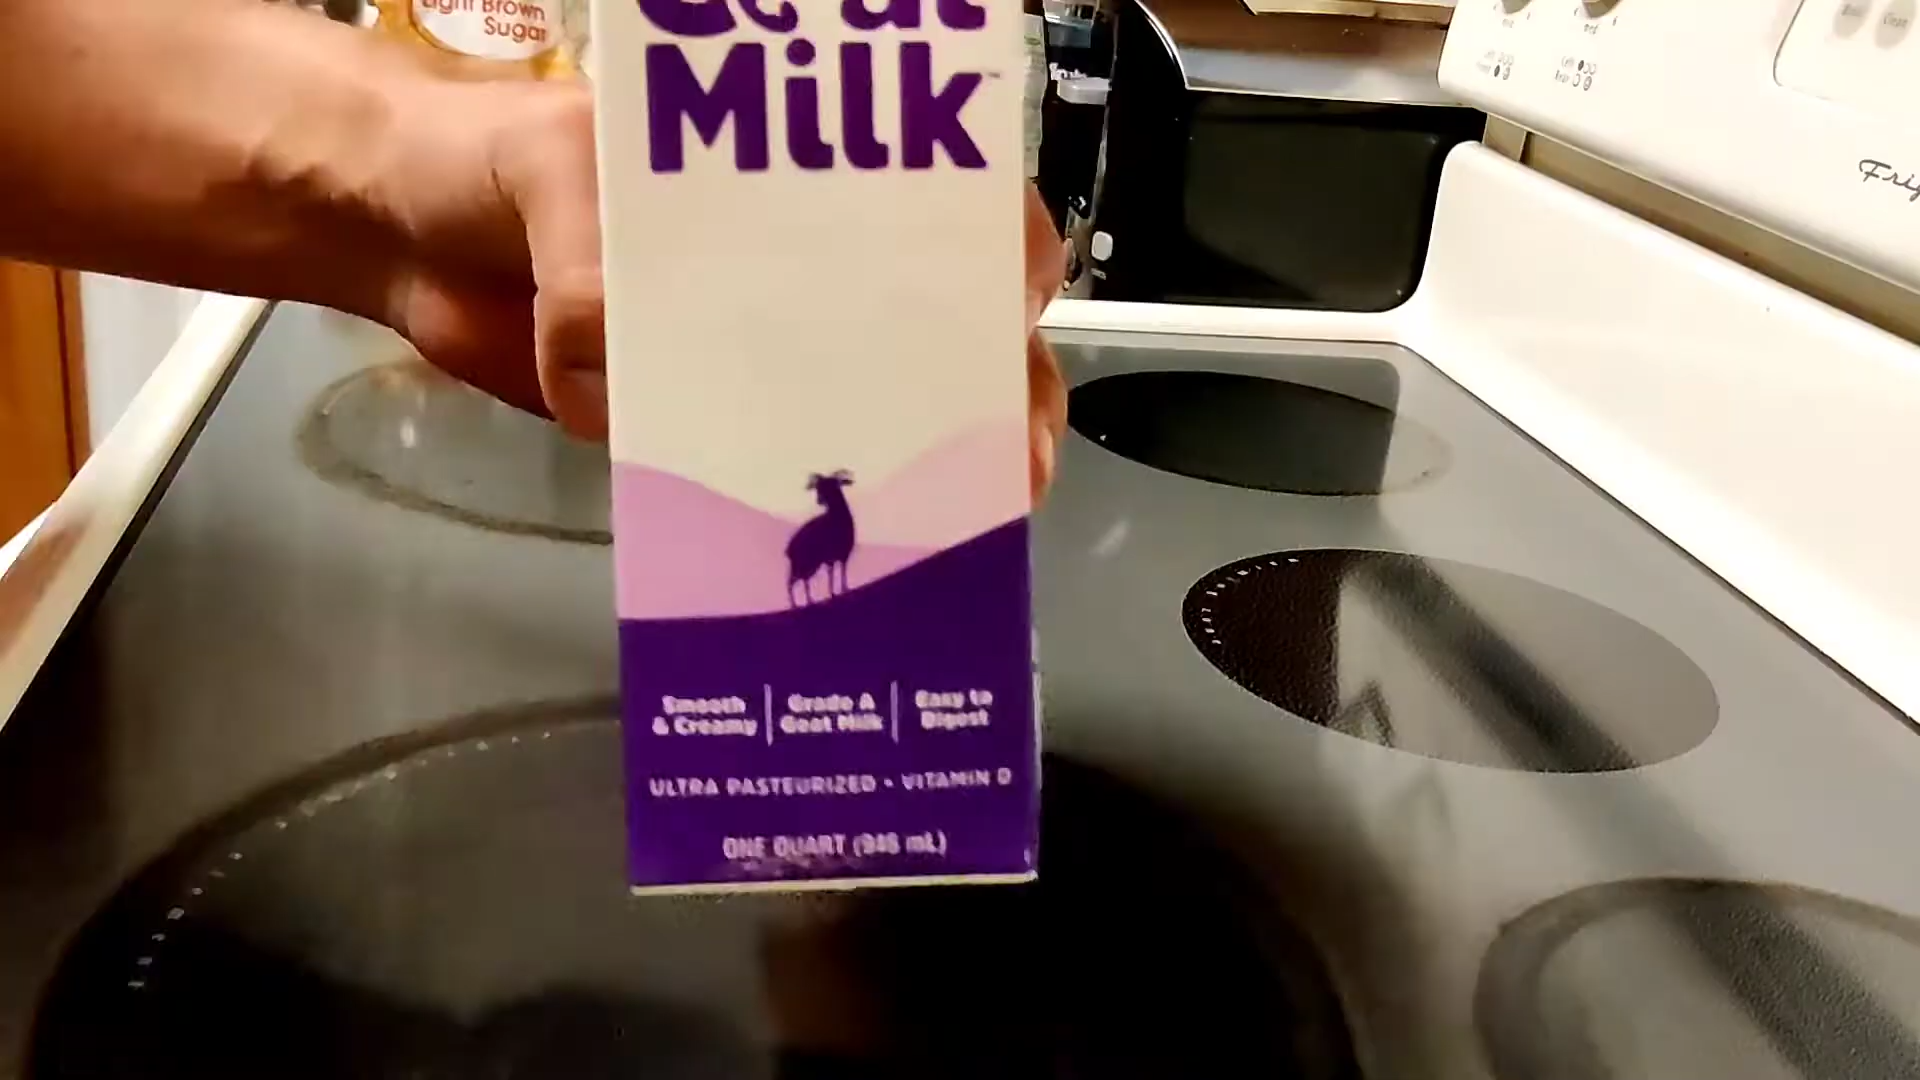 Light Brown
Sugar
Goat
Milk
Smooth
& Creamy
Grade A
Goat Milk
Easy to
Digest
ULTRA PASTEURIZED • VITAMIN D
ONE QUART (946 mL)